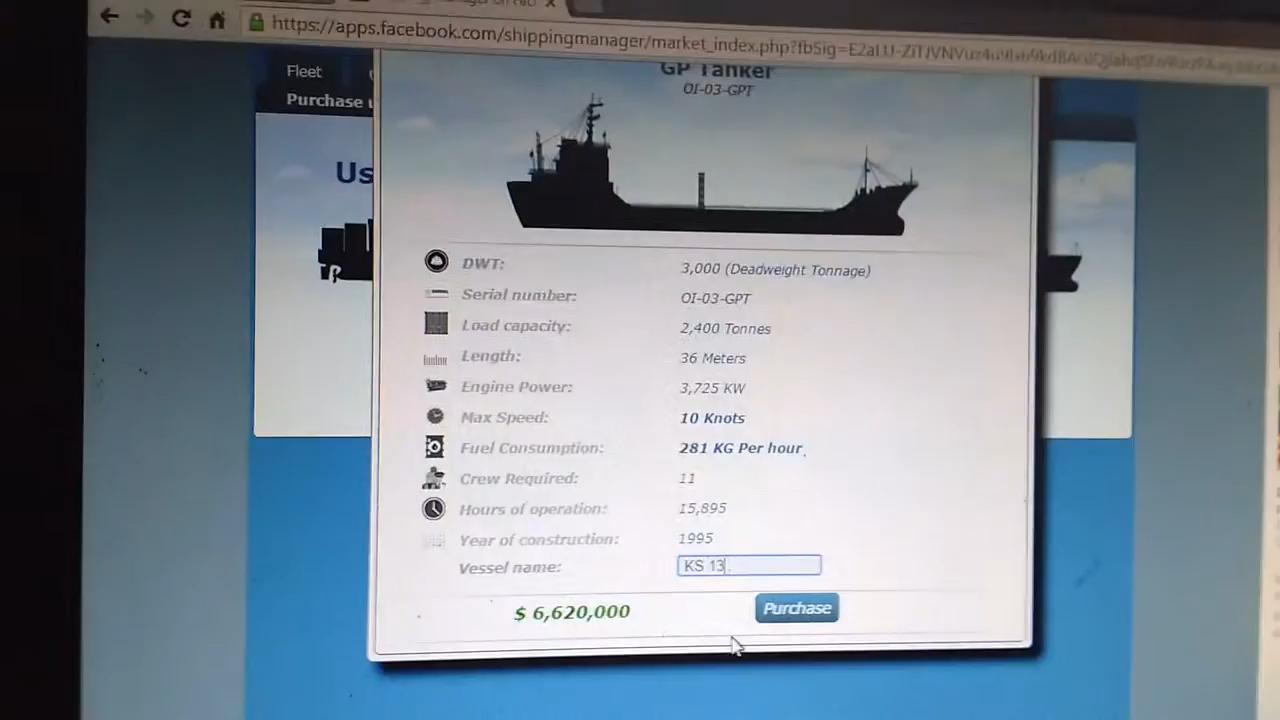 https://apps.facebook.com/shippingmanager/market_index.php?fbSig=
Fleet
GP Tanker
Purchase
OI-03-GPT
Us
DWT: 3,000 (Deadweight Tonnage)
Serial number: OI-03-GPT
Load capacity: 2,400 Tonnes
Length: 36 Meters
Engine Power: 3,725 KW
Max Speed: 10 Knots
Fuel Consumption: 281 KG Per hour
Crew Required: 11
Hours of operation: 15,895
Year of construction: 1995
Vessel name: KS 13
$ 6,620,000 Purchase